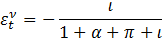 ε_t^ν = − ι / (1 + α + π + ι)